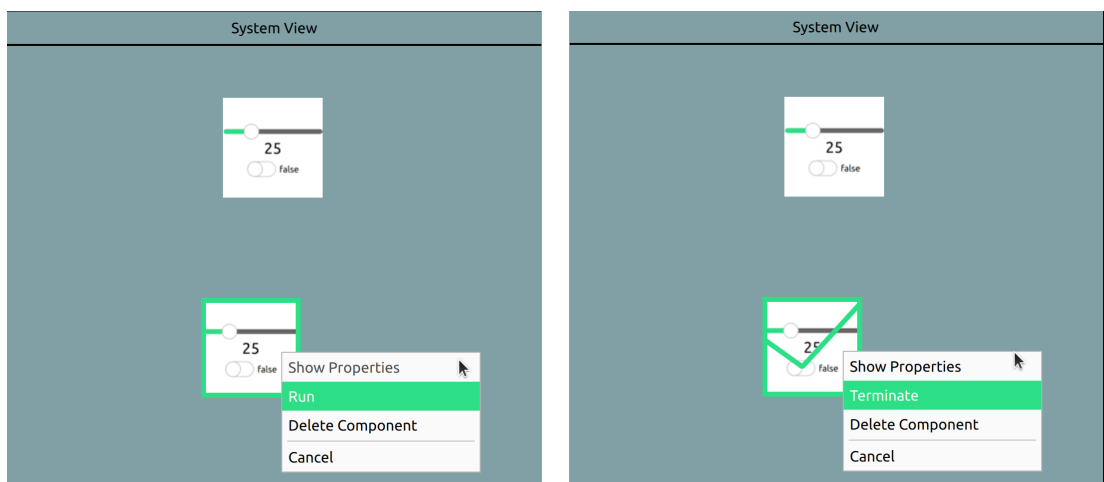 System View
25
false
25
false
Show Properties
Run
Delete Component
Cancel
System View
25
false
25
false
Show Properties
Terminate
Delete Component
Cancel